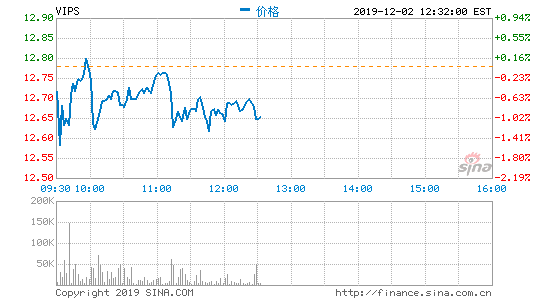 VIPS 价格 2019-12-02 12:32:00 EST
12.90 0.94%
12.85 0.55%
12.80 0.16%
12.75 -0.23%
12.70 -0.63%
12.65 -1.02%
12.60 -1.41%
12.55 -1.80%
12.50 -2.19%
09:30 10:00 11:00 12:00 13:00 14:00 15:00 16:00
sina
200K
150K
100K
50K
Copyright 2019 SINA.COM http://finance.sina.com.cn